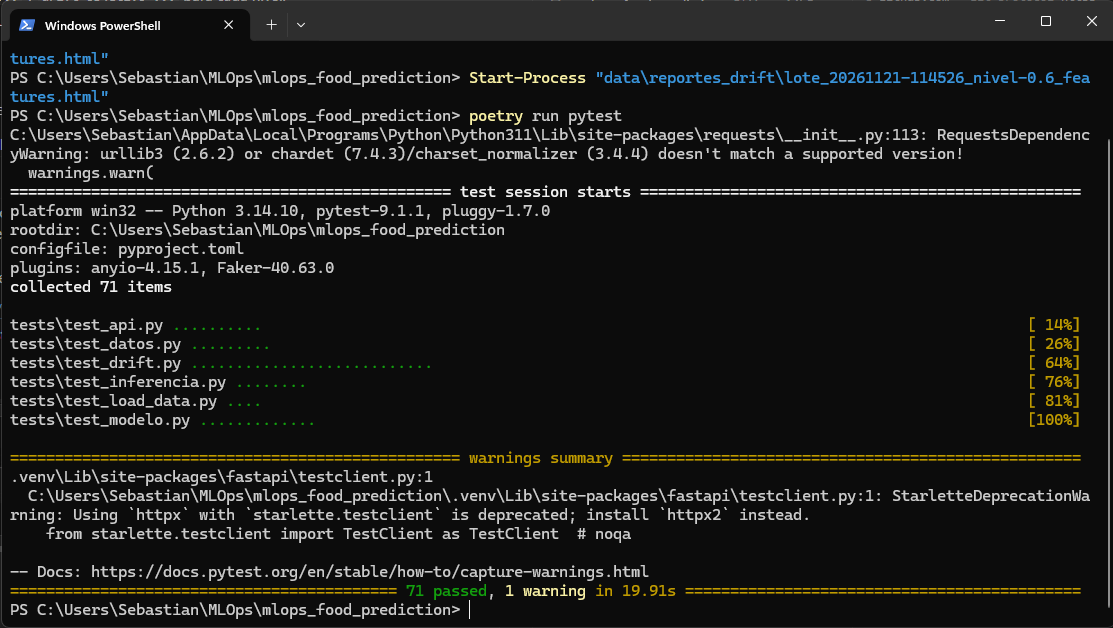 Windows PowerShell
tures.html"
PS C:\Users\Sebastian\MLOps\mlops_food_prediction> Start-Process "data\reportes_drift\lote_20261121-114526_nivel-0.6_fea
tures.html"
PS C:\Users\Sebastian\MLOps\mlops_food_prediction> poetry run pytest
C:\Users\Sebastian\AppData\Local\Programs\Python\Python311\Lib\site-packages\requests\__init__.py:113: RequestsDependenc
yWarning: urllib3 (2.6.2) or chardet (7.4.3)/charset_normalizer (3.4.4) doesn't match a supported version!
  warnings.warn(
================================================= test session starts =================================================
platform win32 -- Python 3.14.10, pytest-9.1.1, pluggy-1.7.0
rootdir: C:\Users\Sebastian\MLOps\mlops_food_prediction
configfile: pyproject.toml
plugins: anyio-4.15.1, Faker-40.63.0
collected 71 items
tests\test_api.py .......... [ 14%]
tests\test_datos.py ......... [ 26%]
tests\test_drift.py ........................... [ 64%]
tests\test_inferencia.py ........ [ 76%]
tests\test_load_data.py .... [ 81%]
tests\test_modelo.py ............. [100%]
================================================== warnings summary ===================================================
.venv\Lib\site-packages\fastapi\testclient.py:1
  C:\Users\Sebastian\MLOps\mlops_food_prediction\.venv\Lib\site-packages\fastapi\testclient.py:1: StarletteDeprecationWa
rning: Using `httpx` with `starlette.testclient` is deprecated; install `httpx2` instead.
    from starlette.testclient import TestClient as TestClient  # noqa
-- Docs: https://docs.pytest.org/en/stable/how-to/capture-warnings.html
=========================================== 71 passed, 1 warning in 19.91s ============================================
PS C:\Users\Sebastian\MLOps\mlops_food_prediction>